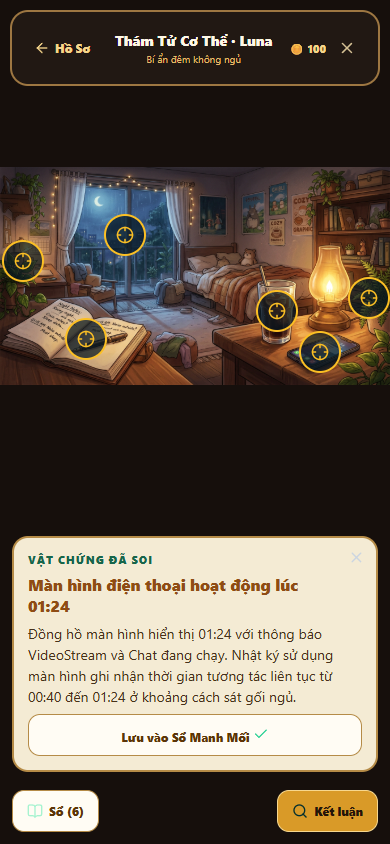 Hồ Sơ
Thám Tử Cơ Thể · Luna
Bí ẩn đêm không ngủ
100
VẬT CHỨNG ĐÃ SOI
Màn hình điện thoại hoạt động lúc
01:24
Đồng hồ màn hình hiển thị 01:24 với thông báo
VideoStream và Chat đang chạy. Nhật ký sử dụng
màn hình ghi nhận thời gian tương tác liên tục từ
00:40 đến 01:24 ở khoảng cách sát gối ngủ.
Lưu vào Sổ Manh Mối
Sổ (6)
Kết luận